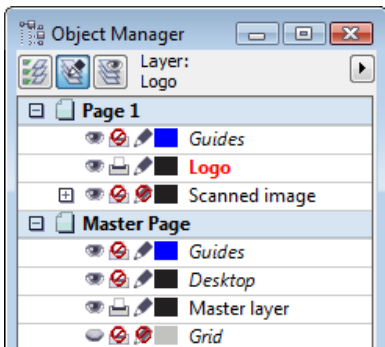 Object Manager
Layer:
Logo
Page 1
Guides
Logo
Scanned image
Master Page
Guides
Desktop
Master layer
Grid